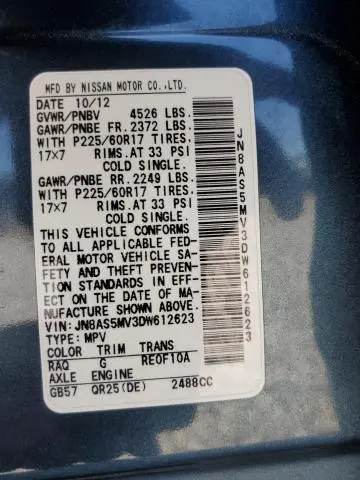 MFD BY NISSAN MOTOR CO.,LTD.
DATE 10/12
GVWR/PNBV 4526 LBS.
GAWR/PNBE FR. 2372 LBS.
WITH P225/60R17 TIRES.
17×7 RIMS.AT 33 PSI
COLD SINGLE.
GAWR/PNBE RR. 2249 LBS.
WITH P225/60R17 TIRES.
17×7 RIMS.AT 33 PSI
COLD SINGLE.
THIS VEHICLE CONFORMS
TO ALL APPLICABLE FED-
ERAL MOTOR VEHICLE SA-
FETY AND THEFT PREVEN-
TION STANDARDS IN EFF-
ECT ON THE DATE OF MA-
NUFACTURE SHOWN ABOVE.
VIN:JN8AS5MV3DW612623
TYPE: MPV
COLOR TRIM TRANS
RAQ G RE0F10A
AXLE ENGINE
GB57 QR25(DE) 2488CC
JN8AS5MV3DW612623